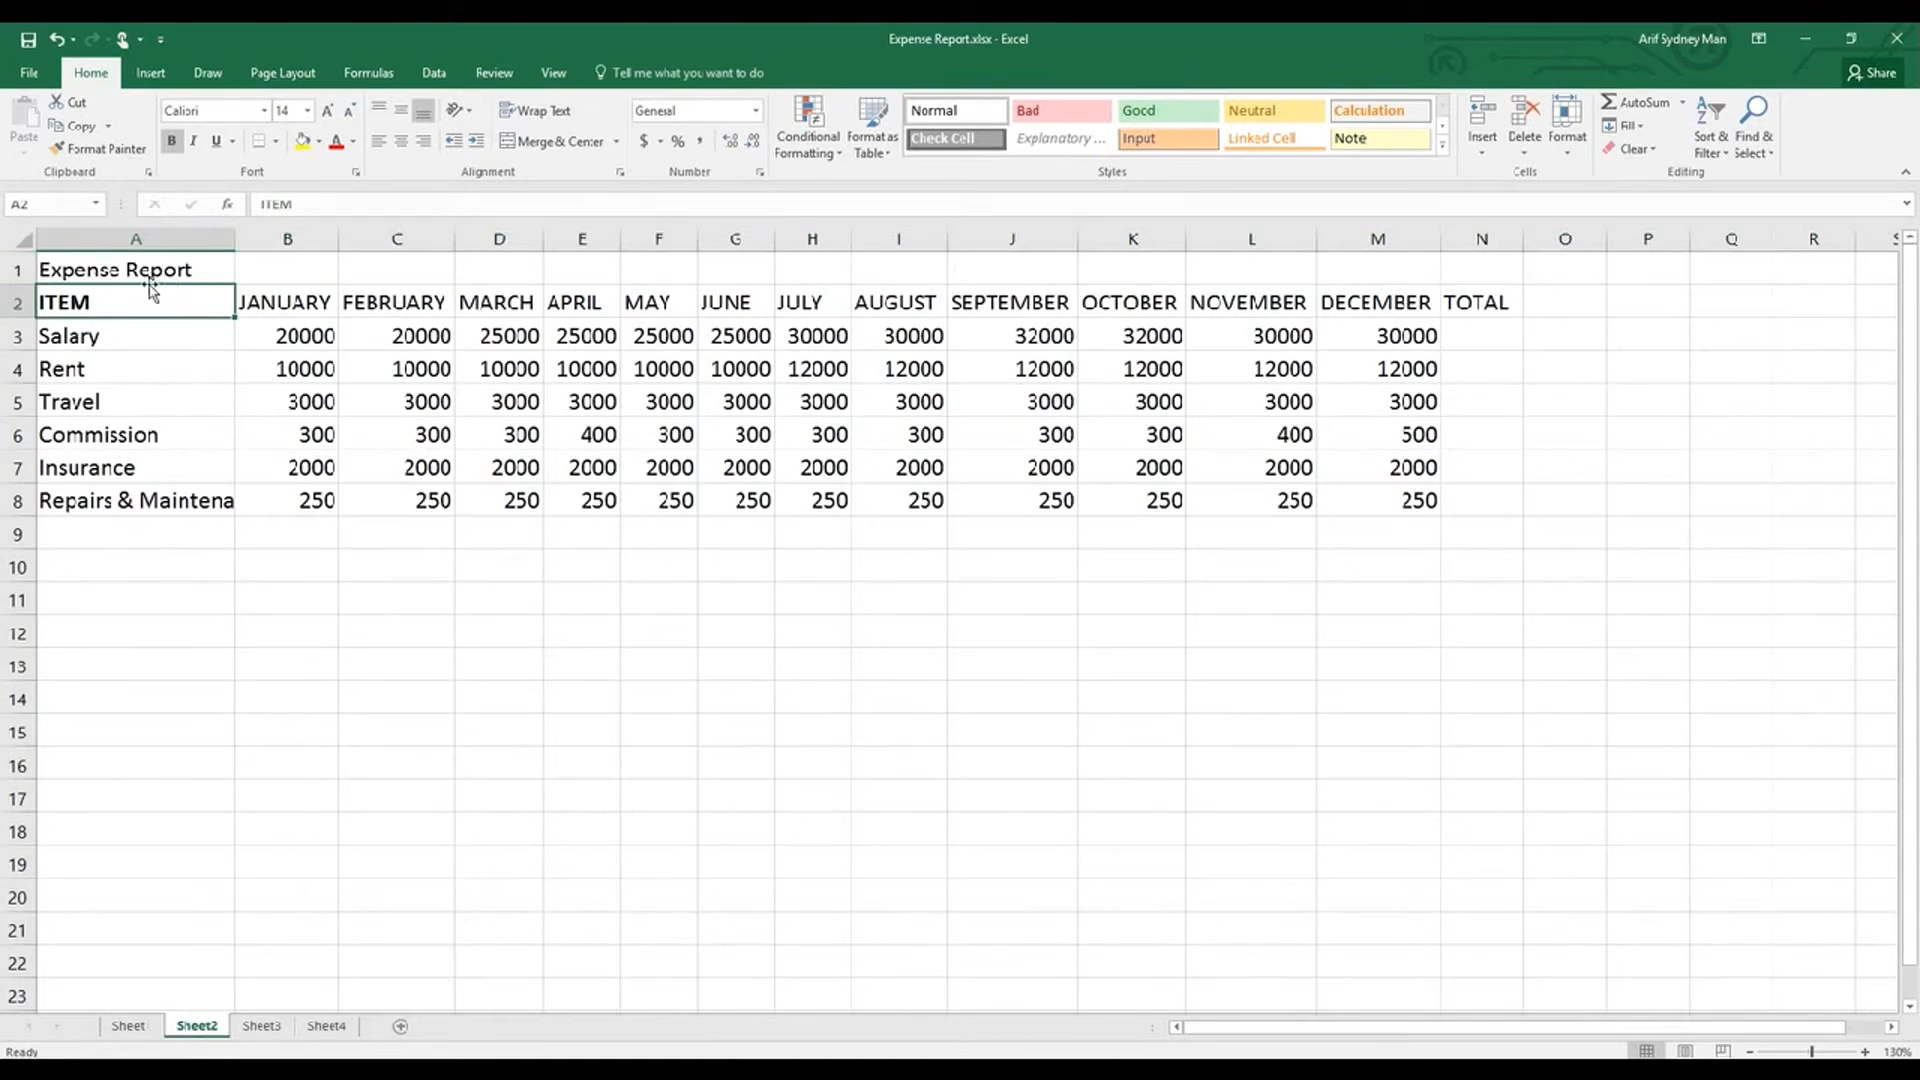 Expense Report.xlsx - Excel
Arif Sydney Man
File Home Insert Draw Page Layout Formulas Data Review View Tell me what you want to do Share
Paste
Cut
Copy
Format Painter
Clipboard
Calibri 14
B I U
Font
Wrap Text
Merge & Center
Alignment
General
$ % ,
Number
Conditional Formatting
Format as Table
Normal Bad Good Neutral Calculation
Check Cell Explanatory ... Input Linked Cell Note
Styles
Insert Delete Format
Cells
AutoSum
Fill
Clear
Sort & Filter
Find & Select
Editing
A2 fx ITEM
A B C D E F G H I J K L M N O P Q R
1 Expense Report
2 ITEM JANUARY FEBRUARY MARCH APRIL MAY JUNE JULY AUGUST SEPTEMBER OCTOBER NOVEMBER DECEMBER TOTAL
3 Salary 20000 20000 25000 25000 25000 25000 30000 30000 32000 32000 30000 30000
4 Rent 10000 10000 10000 10000 10000 10000 12000 12000 12000 12000 12000 12000
5 Travel 3000 3000 3000 3000 3000 3000 3000 3000 3000 3000 3000 3000
6 Commission 300 300 300 400 300 300 300 300 300 300 400 500
7 Insurance 2000 2000 2000 2000 2000 2000 2000 2000 2000 2000 2000 2000
8 Repairs & Maintena 250 250 250 250 250 250 250 250 250 250 250 250
9
10
11
12
13
14
15
16
17
18
19
20
21
22
23
Sheet Sheet2 Sheet3 Sheet4
Ready
130%